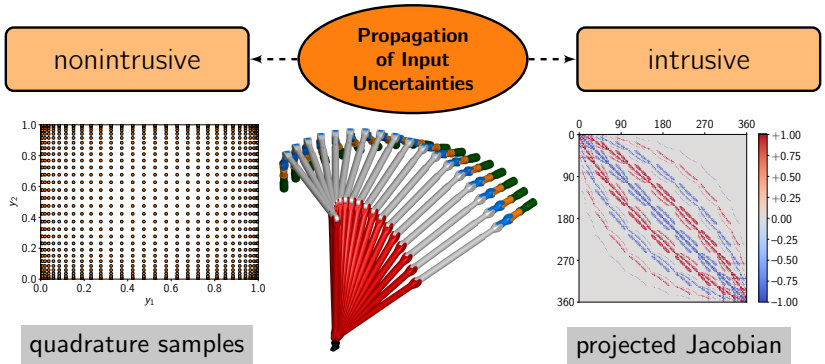 Propagation
of Input
Uncertainties
nonintrusive
intrusive
1.0
0.8
0.6
0.4
0.2
0.0
y2
0.0 0.2 0.4 0.6 0.8 1.0
y1
quadrature samples
0 90 180 270 360
0
90
180
270
360
+1.00
+0.75
+0.50
+0.25
±0.00
−0.25
−0.50
−0.75
−1.00
projected Jacobian